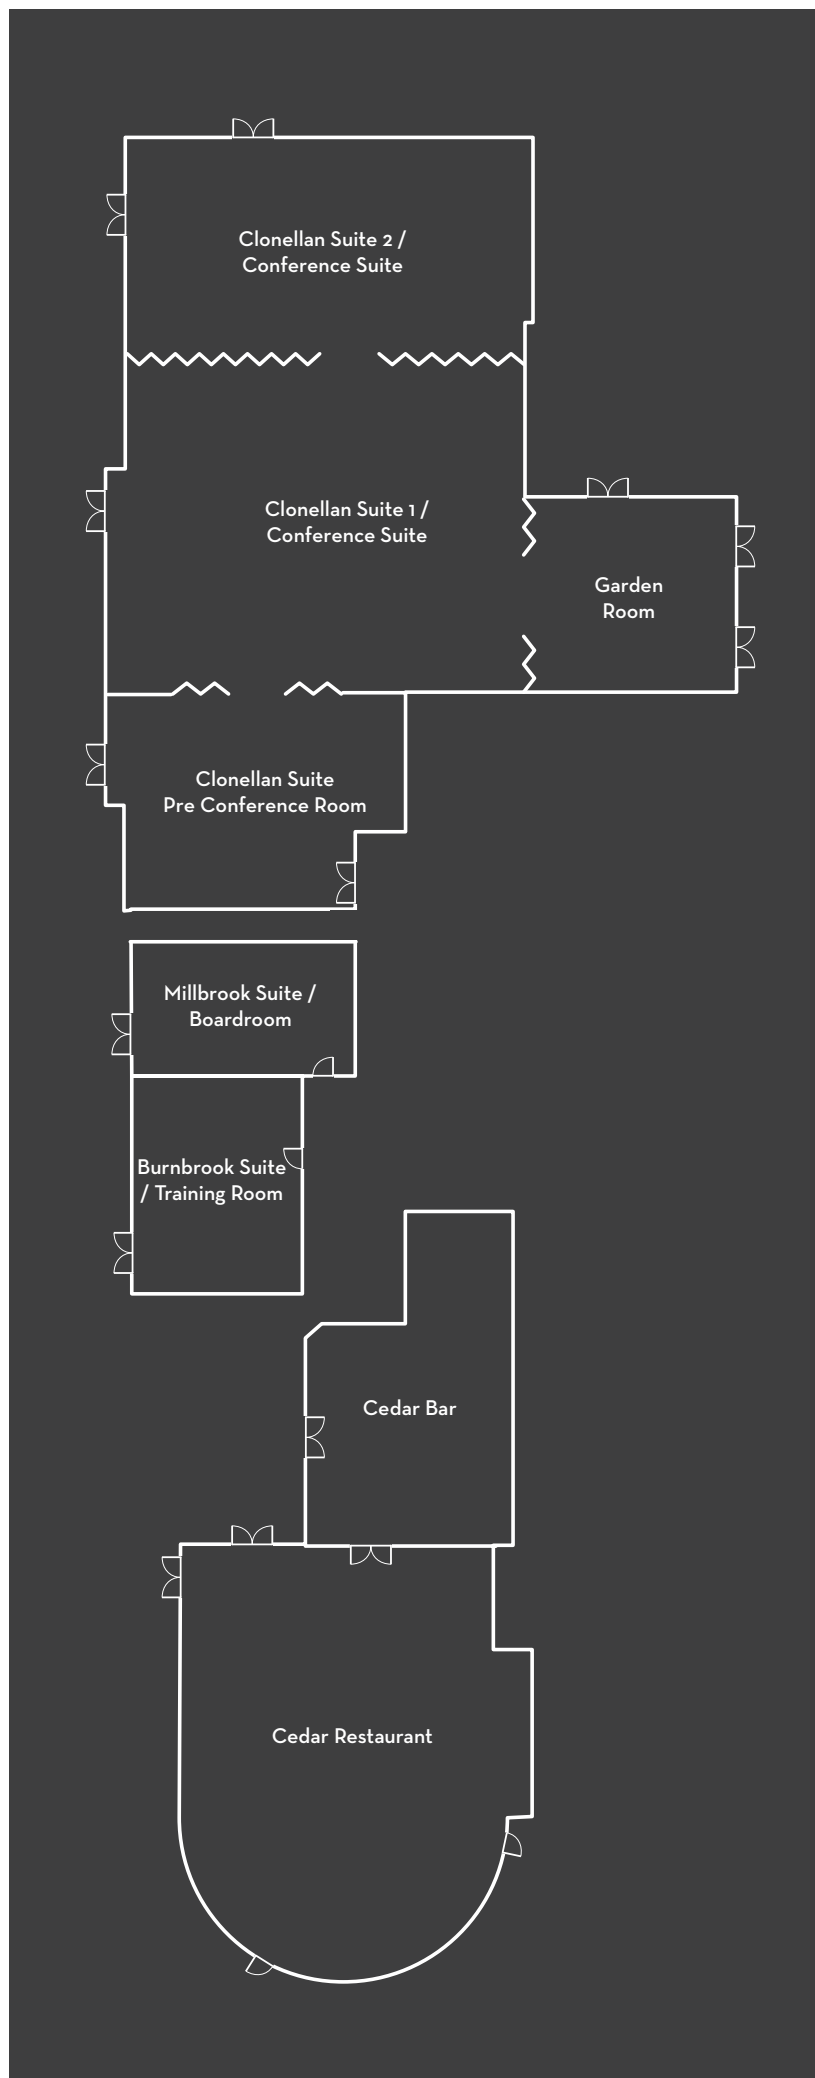 Clonellan Suite 2 /
Conference Suite
Clonellan Suite 1 /
Conference Suite
Garden
Room
Clonellan Suite
Pre Conference Room
Millbrook Suite /
Boardroom
Burnbrook Suite
/ Training Room
Cedar Bar
Cedar Restaurant